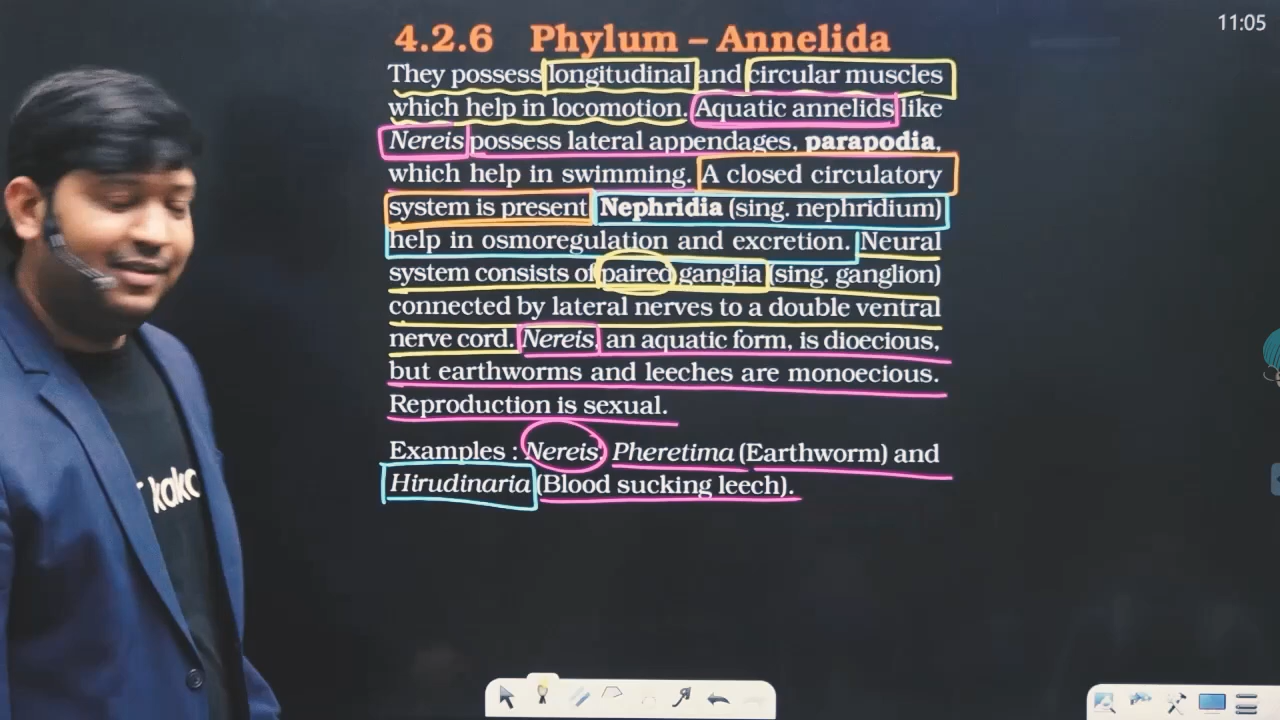 11:05
4.2.6 Phylum – Annelida
They possess longitudinal and circular muscles
which help in locomotion. Aquatic annelids like
Nereis possess lateral appendages, parapodia,
which help in swimming. A closed circulatory
system is present. Nephridia (sing. nephridium)
help in osmoregulation and excretion. Neural
system consists of paired ganglia (sing. ganglion)
connected by lateral nerves to a double ventral
nerve cord. Nereis, an aquatic form, is dioecious,
but earthworms and leeches are monoecious.
Reproduction is sexual.
Examples : Nereis, Pheretima (Earthworm) and
Hirudinaria (Blood sucking leech).